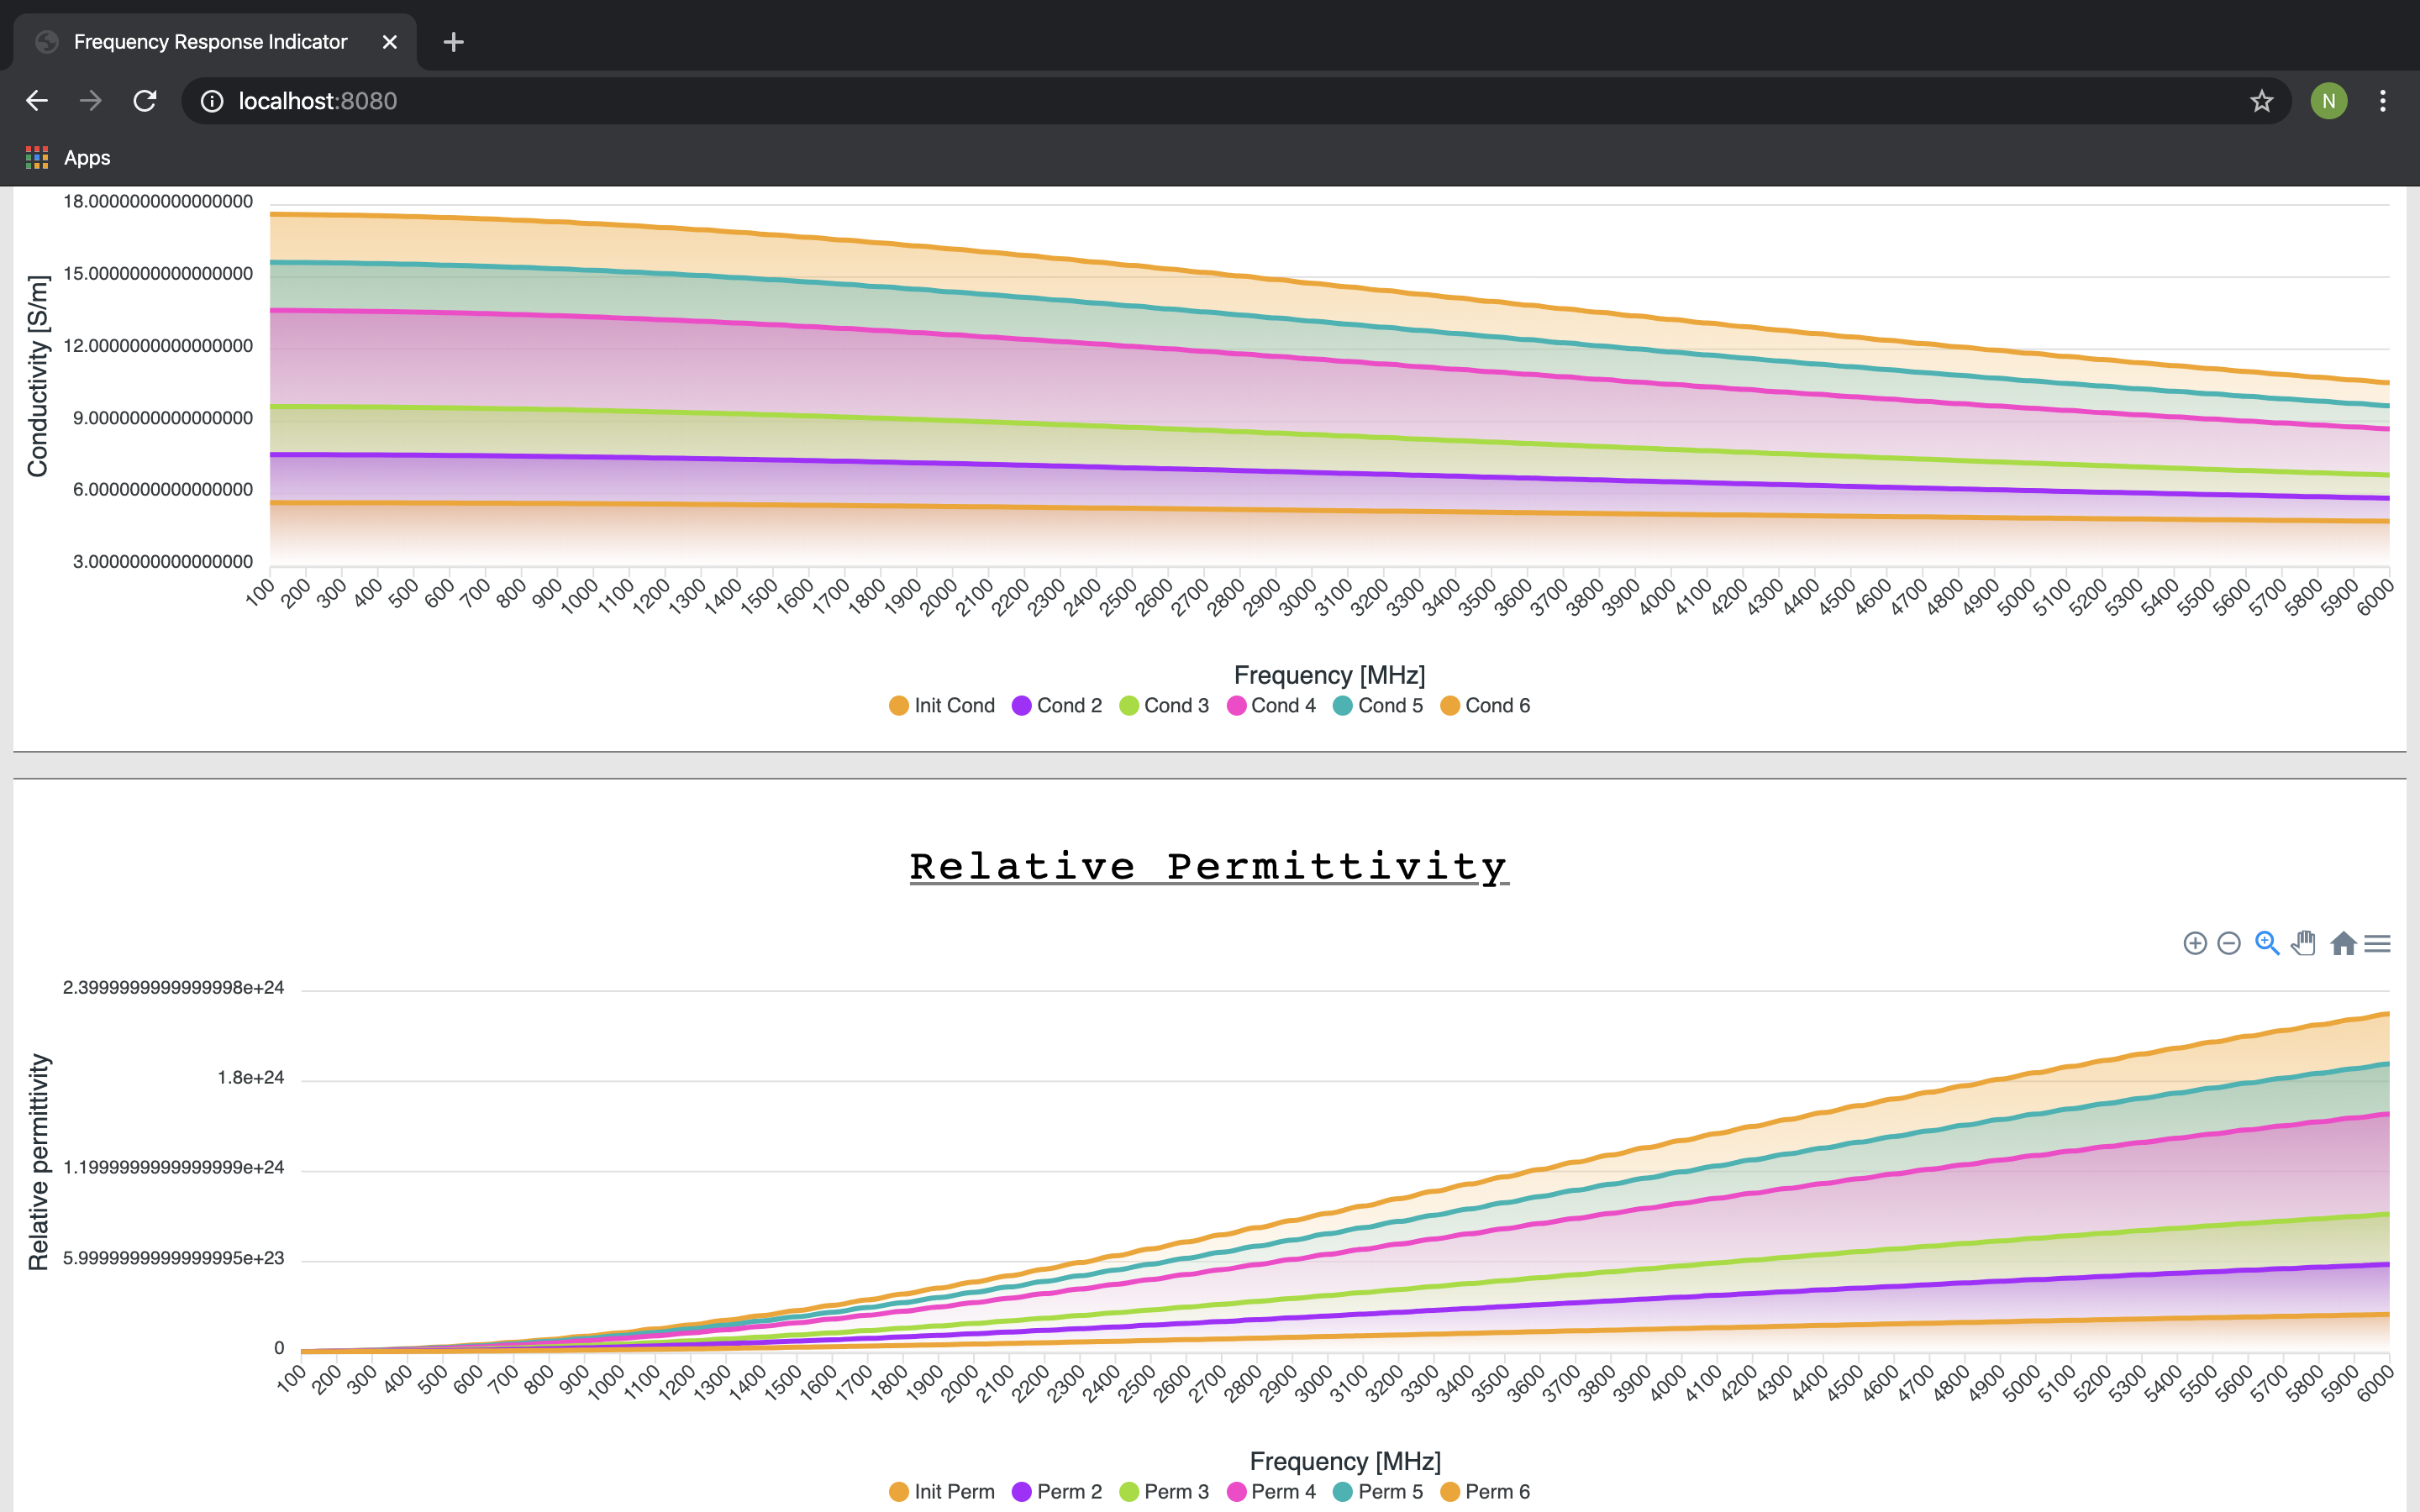 Frequency Response Indicator
localhost:8080
N
Apps
18.0000000000000000
15.0000000000000000
12.0000000000000000
9.0000000000000000
6.0000000000000000
3.0000000000000000
Conductivity [S/m]
100 200 300 400 500 600 700 800 900 1000 1100 1200 1300 1400 1500 1600 1700 1800 1900 2000 2100 2200 2300 2400 2500 2600 2700 2800 2900 3000 3100 3200 3300 3400 3500 3600 3700 3800 3900 4000 4100 4200 4300 4400 4500 4600 4700 4800 4900 5000 5100 5200 5300 5400 5500 5600 5700 5800 5900 6000
Frequency [MHz]
Init Cond Cond 2 Cond 3 Cond 4 Cond 5 Cond 6
Relative Permittivity
2.3999999999999998e+24
1.8e+24
1.1999999999999999e+24
5.9999999999999995e+23
0
Relative permittivity
100 200 300 400 500 600 700 800 900 1000 1100 1200 1300 1400 1500 1600 1700 1800 1900 2000 2100 2200 2300 2400 2500 2600 2700 2800 2900 3000 3100 3200 3300 3400 3500 3600 3700 3800 3900 4000 4100 4200 4300 4400 4500 4600 4700 4800 4900 5000 5100 5200 5300 5400 5500 5600 5700 5800 5900 6000
Frequency [MHz]
Init Perm Perm 2 Perm 3 Perm 4 Perm 5 Perm 6